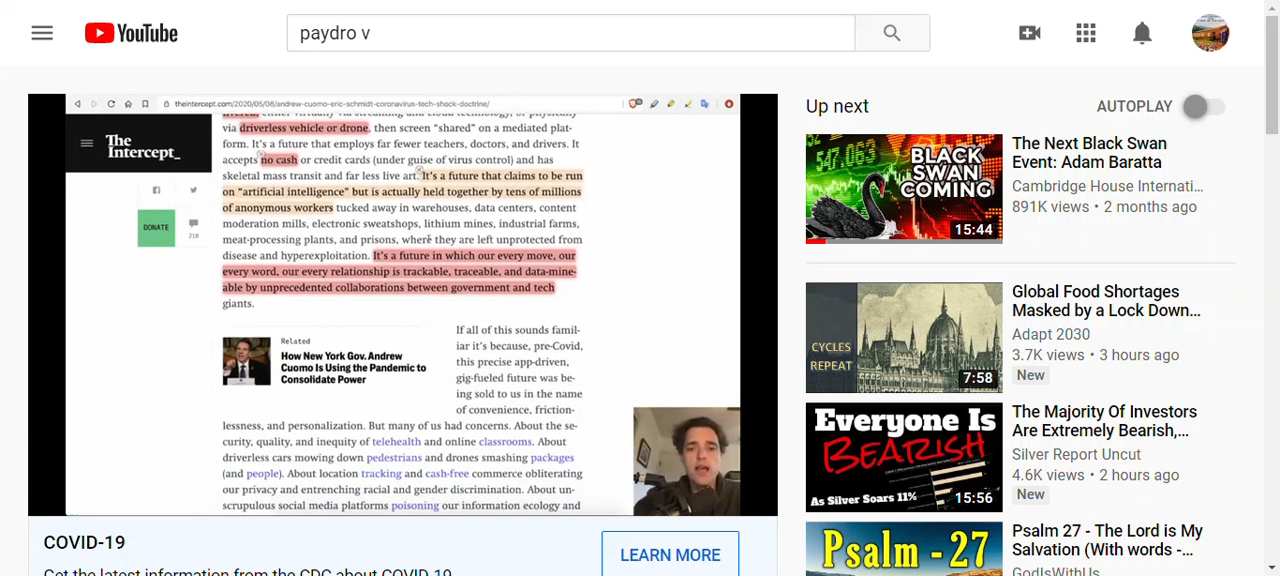 YouTube
paydro v
theintercept.com/2020/05/08/andrew-cuomo-eric-schmidt-coronavirus-tech-shock-doctrine/
The
Intercept_
DONATE
218
either virtually via streaming and cloud technology, or physically
via driverless vehicle or drone, then screen “shared” on a mediated plat-
form. It’s a future that employs far fewer teachers, doctors, and drivers. It
accepts no cash or credit cards (under guise of virus control) and has
skeletal mass transit and far less live art. It’s a future that claims to be run
on “artificial intelligence” but is actually held together by tens of millions
of anonymous workers tucked away in warehouses, data centers, content
moderation mills, electronic sweatshops, lithium mines, industrial farms,
meat-processing plants, and prisons, where they are left unprotected from
disease and hyperexploitation. It’s a future in which our every move, our
every word, our every relationship is trackable, traceable, and data-mine-
able by unprecedented collaborations between government and tech
giants.
Related
How New York Gov. Andrew
Cuomo Is Using the Pandemic to
Consolidate Power
If all of this sounds famil-
iar it’s because, pre-Covid,
this precise app-driven,
gig-fueled future was be-
ing sold to us in the name
of convenience, friction-
lessness, and personalization. But many of us had concerns. About the se-
curity, quality, and inequity of telehealth and online classrooms. About
driverless cars mowing down pedestrians and drones smashing packages
(and people). About location tracking and cash-free commerce obliterating
our privacy and entrenching racial and gender discrimination. About un-
scrupulous social media platforms poisoning our information ecology and
COVID-19
Get the latest information from the CDC about COVID-19
LEARN MORE
Up next
AUTOPLAY
547.063
BLACK
SWAN
COMING
15:44
The Next Black Swan
Event: Adam Baratta
Cambridge House Internati...
891K views • 2 months ago
CYCLES
REPEAT
7:58
Global Food Shortages
Masked by a Lock Down...
Adapt 2030
3.7K views • 3 hours ago
New
Everyone Is
BEARISH
As Silver Soars 11%
15:56
The Majority Of Investors
Are Extremely Bearish,...
Silver Report Uncut
4.6K views • 2 hours ago
New
Psalm - 27
Psalm 27 - The Lord is My
Salvation (With words -...
GodIsWithUs